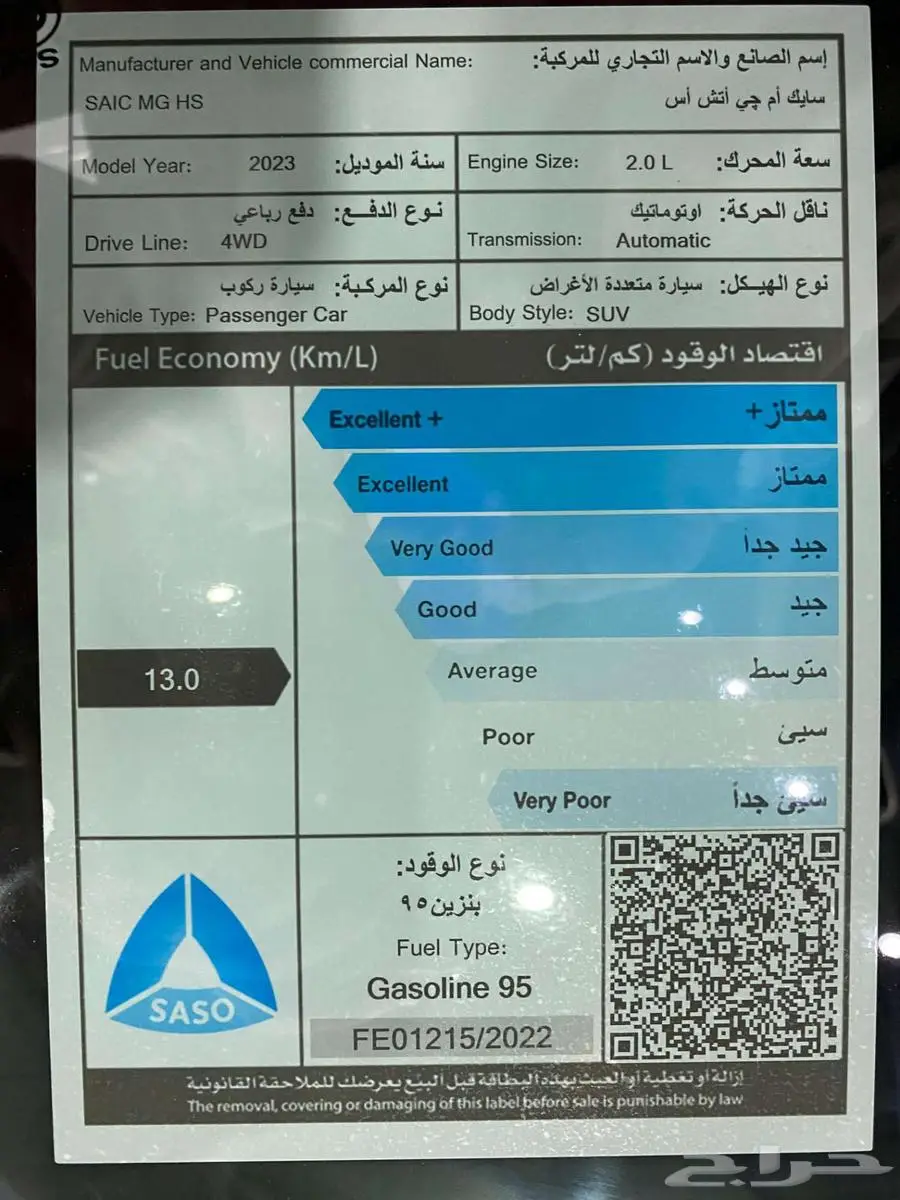 S
Manufacturer and Vehicle commercial Name: إسم الصانع والاسم التجاري للمركبة:
SAIC MG HS سايك أم جي أتش أس
Model Year: 2023 سنة الموديل:
Engine Size: 2.0 L سعة المحرك:
نوع الدفـع: دفع رباعي
Drive Line: 4WD
ناقل الحركة: اوتوماتيك
Transmission: Automatic
نوع المركبة: سيارة ركوب
Vehicle Type: Passenger Car
نوع الهيـكل: سيارة متعددة الأغراض
Body Style: SUV
Fuel Economy (Km/L) اقتصاد الوقود (كم/لتر)
Excellent + ممتاز+
Excellent ممتاز
Very Good جيد جداً
Good جيد
13.0
Average متوسط
Poor سيئ
Very Poor سيئ جداً
SASO
نوع الوقود:
بنزين٩٥
Fuel Type:
Gasoline 95
FE01215/2022
إزالة أو تغطية أو العبث بهذه البطاقة قبل البيع يعرضك للملاحقة القانونية
The removal, covering or damaging of this label before sale is punishable by law
حراج